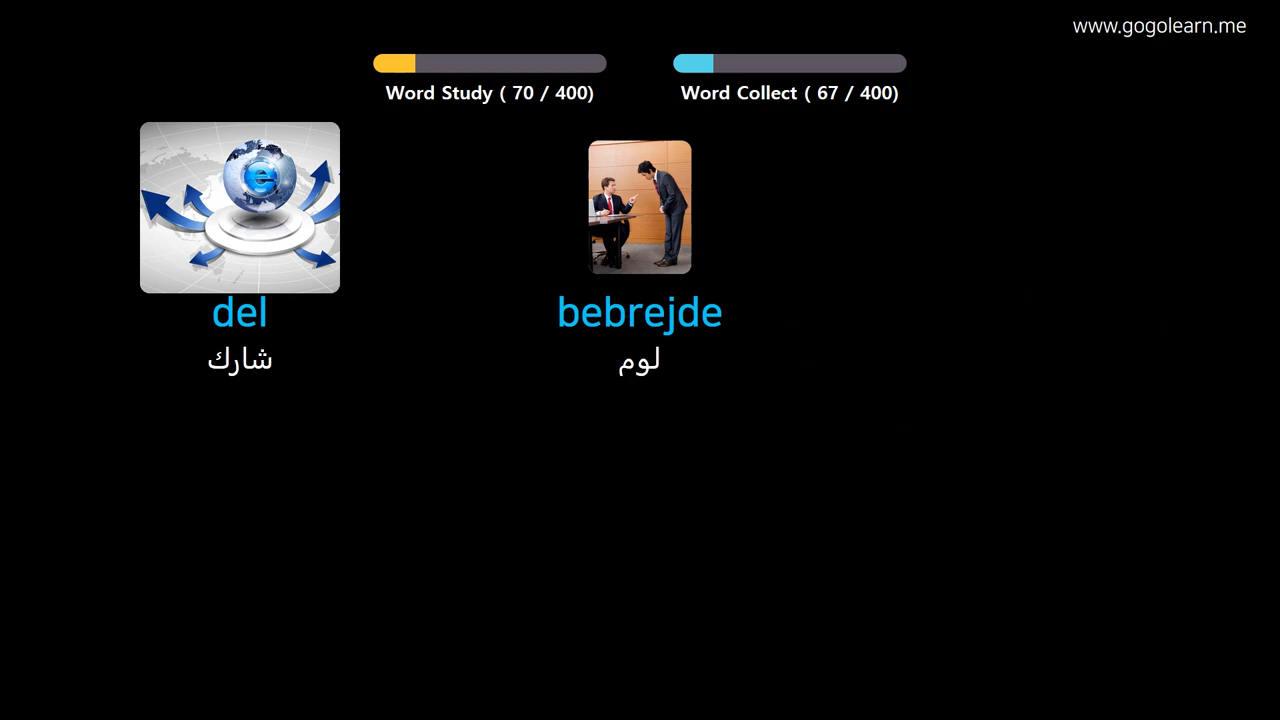 www.gogolearn.me
Word Study ( 70 / 400)
Word Collect ( 67 / 400)
e
del
bebrejde
شارك
لوم